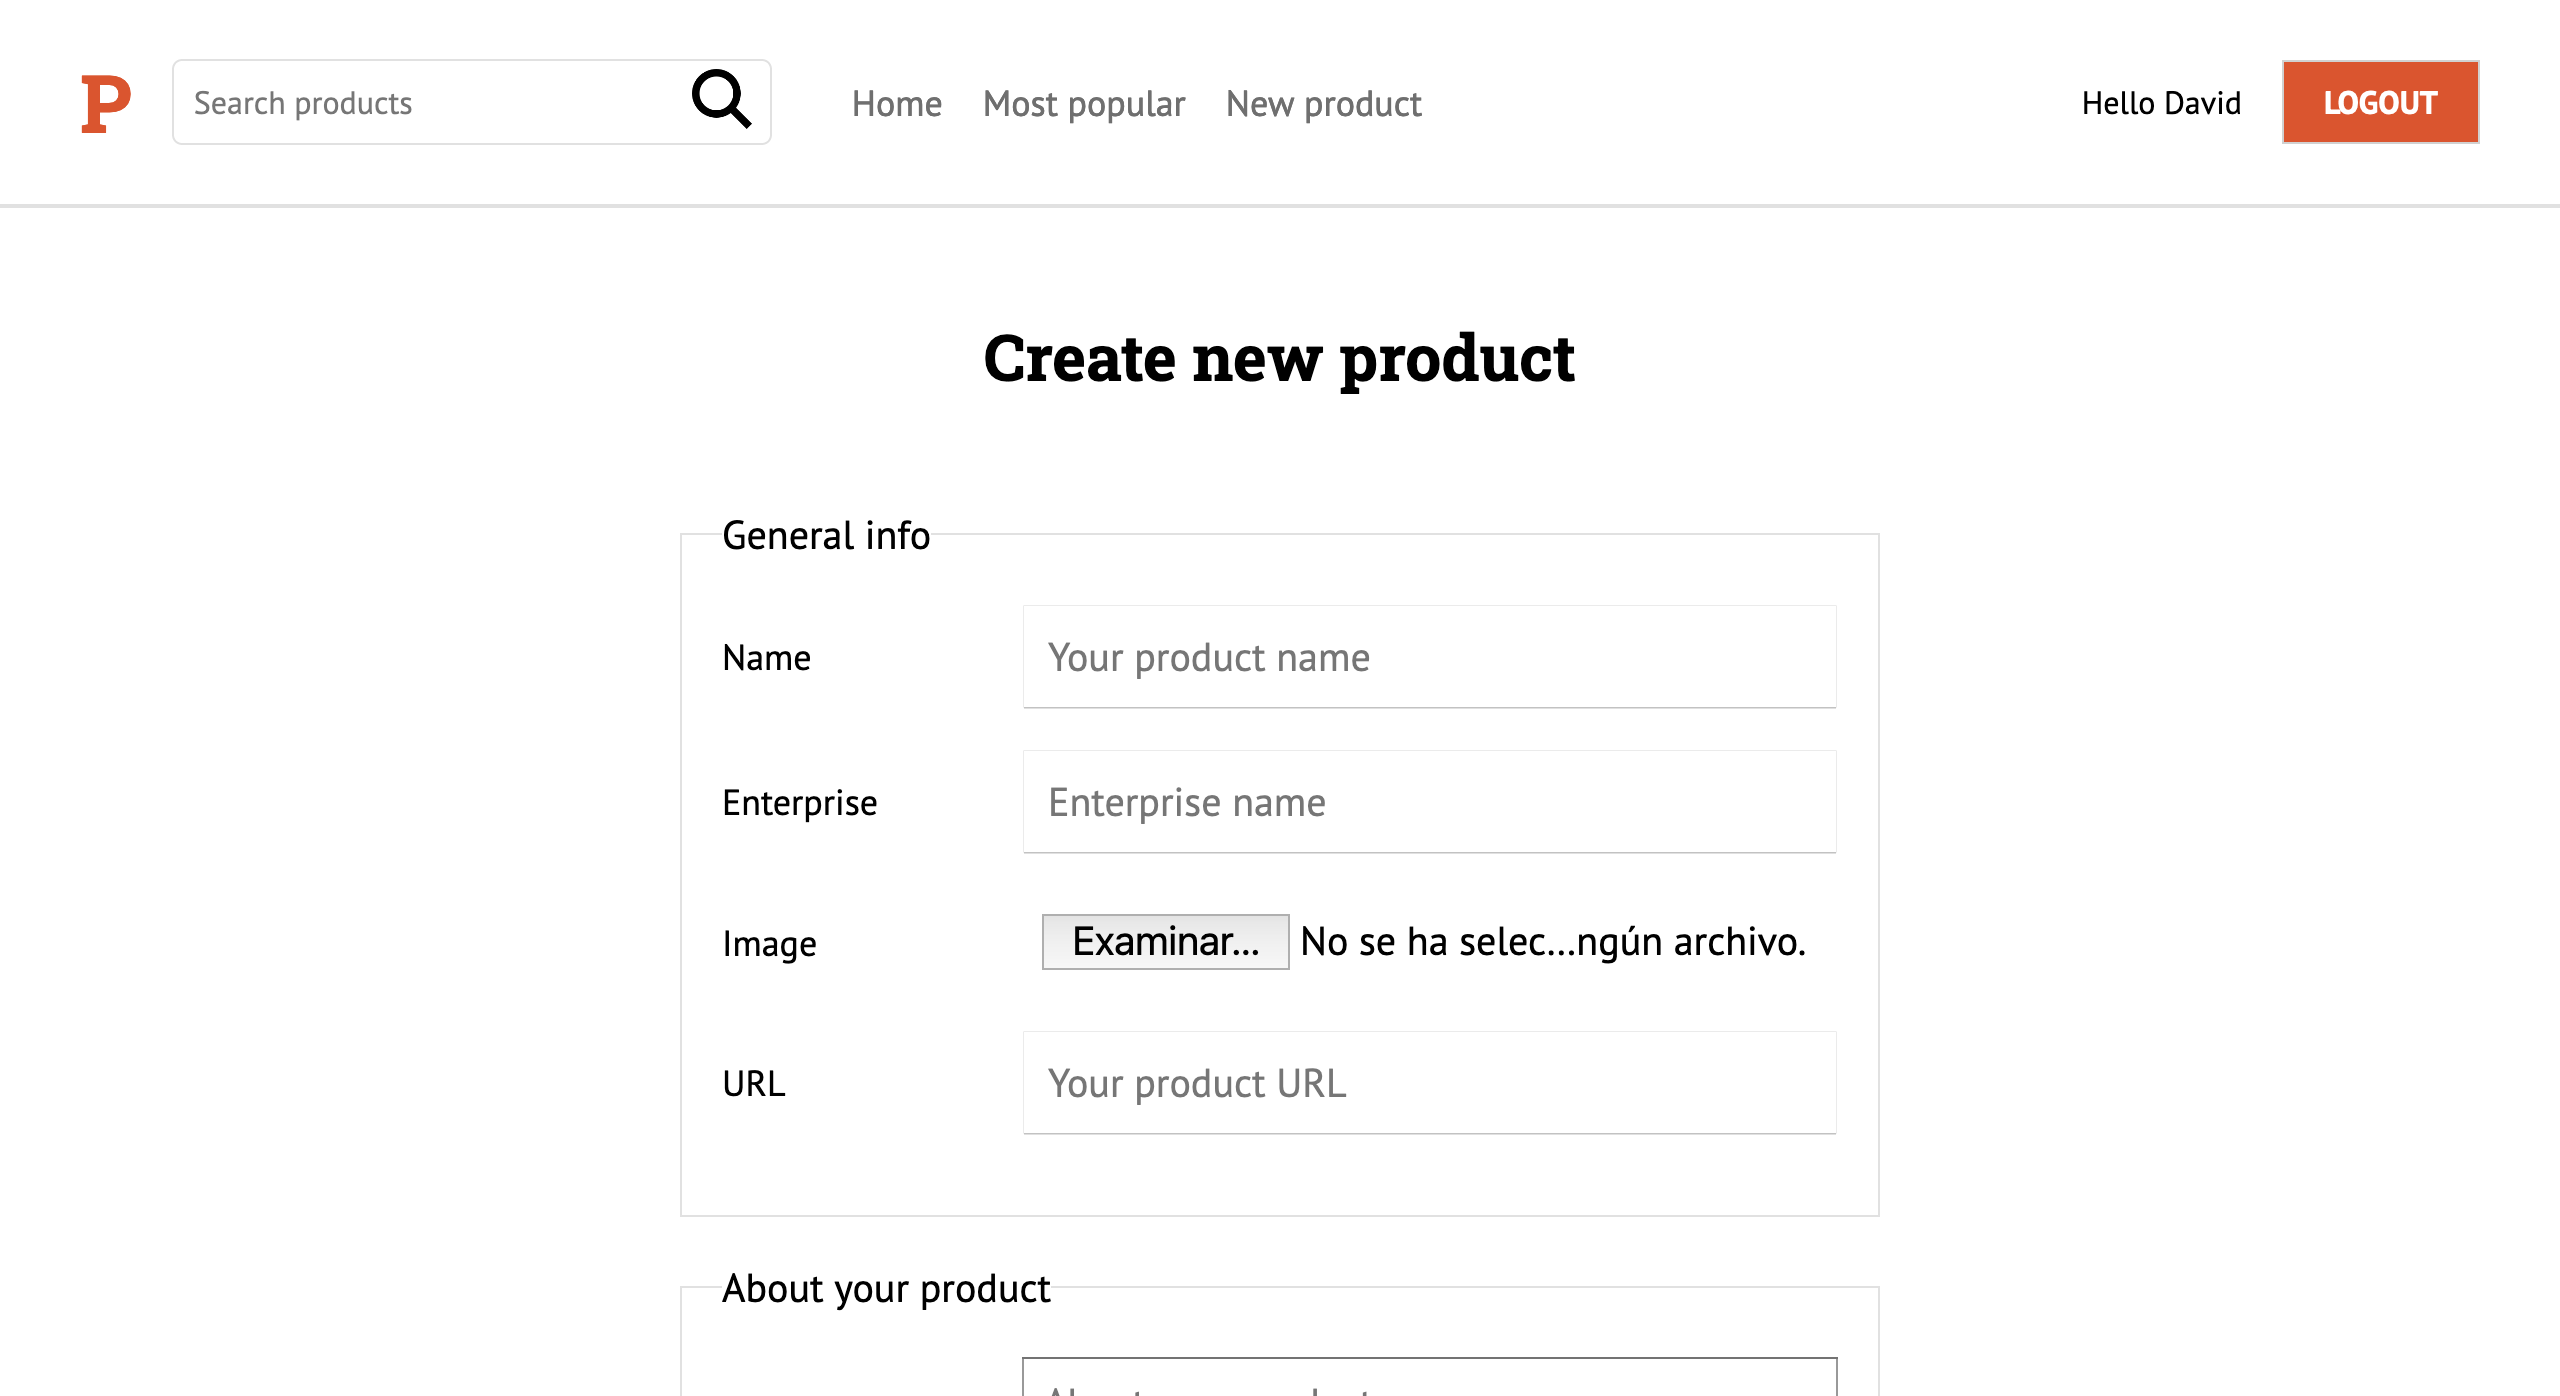 P
Search products
Home Most popular New product
Hello David
LOGOUT
Create new product
General info
Name
Your product name
Enterprise
Enterprise name
Image
Examinar... No se ha selec...ngún archivo.
URL
Your product URL
About your product